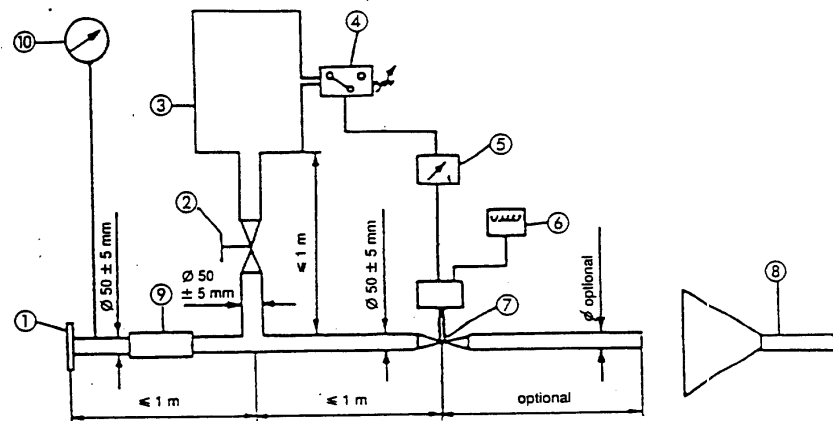 10
4
3
5
2
6
≤ 1 m
Ø 50 ± 5 mm
Ø 50
± 5 mm
Ø 50 ± 5 mm
Ø optional
9
7
8
1
≤ 1 m
≤ 1 m
optional